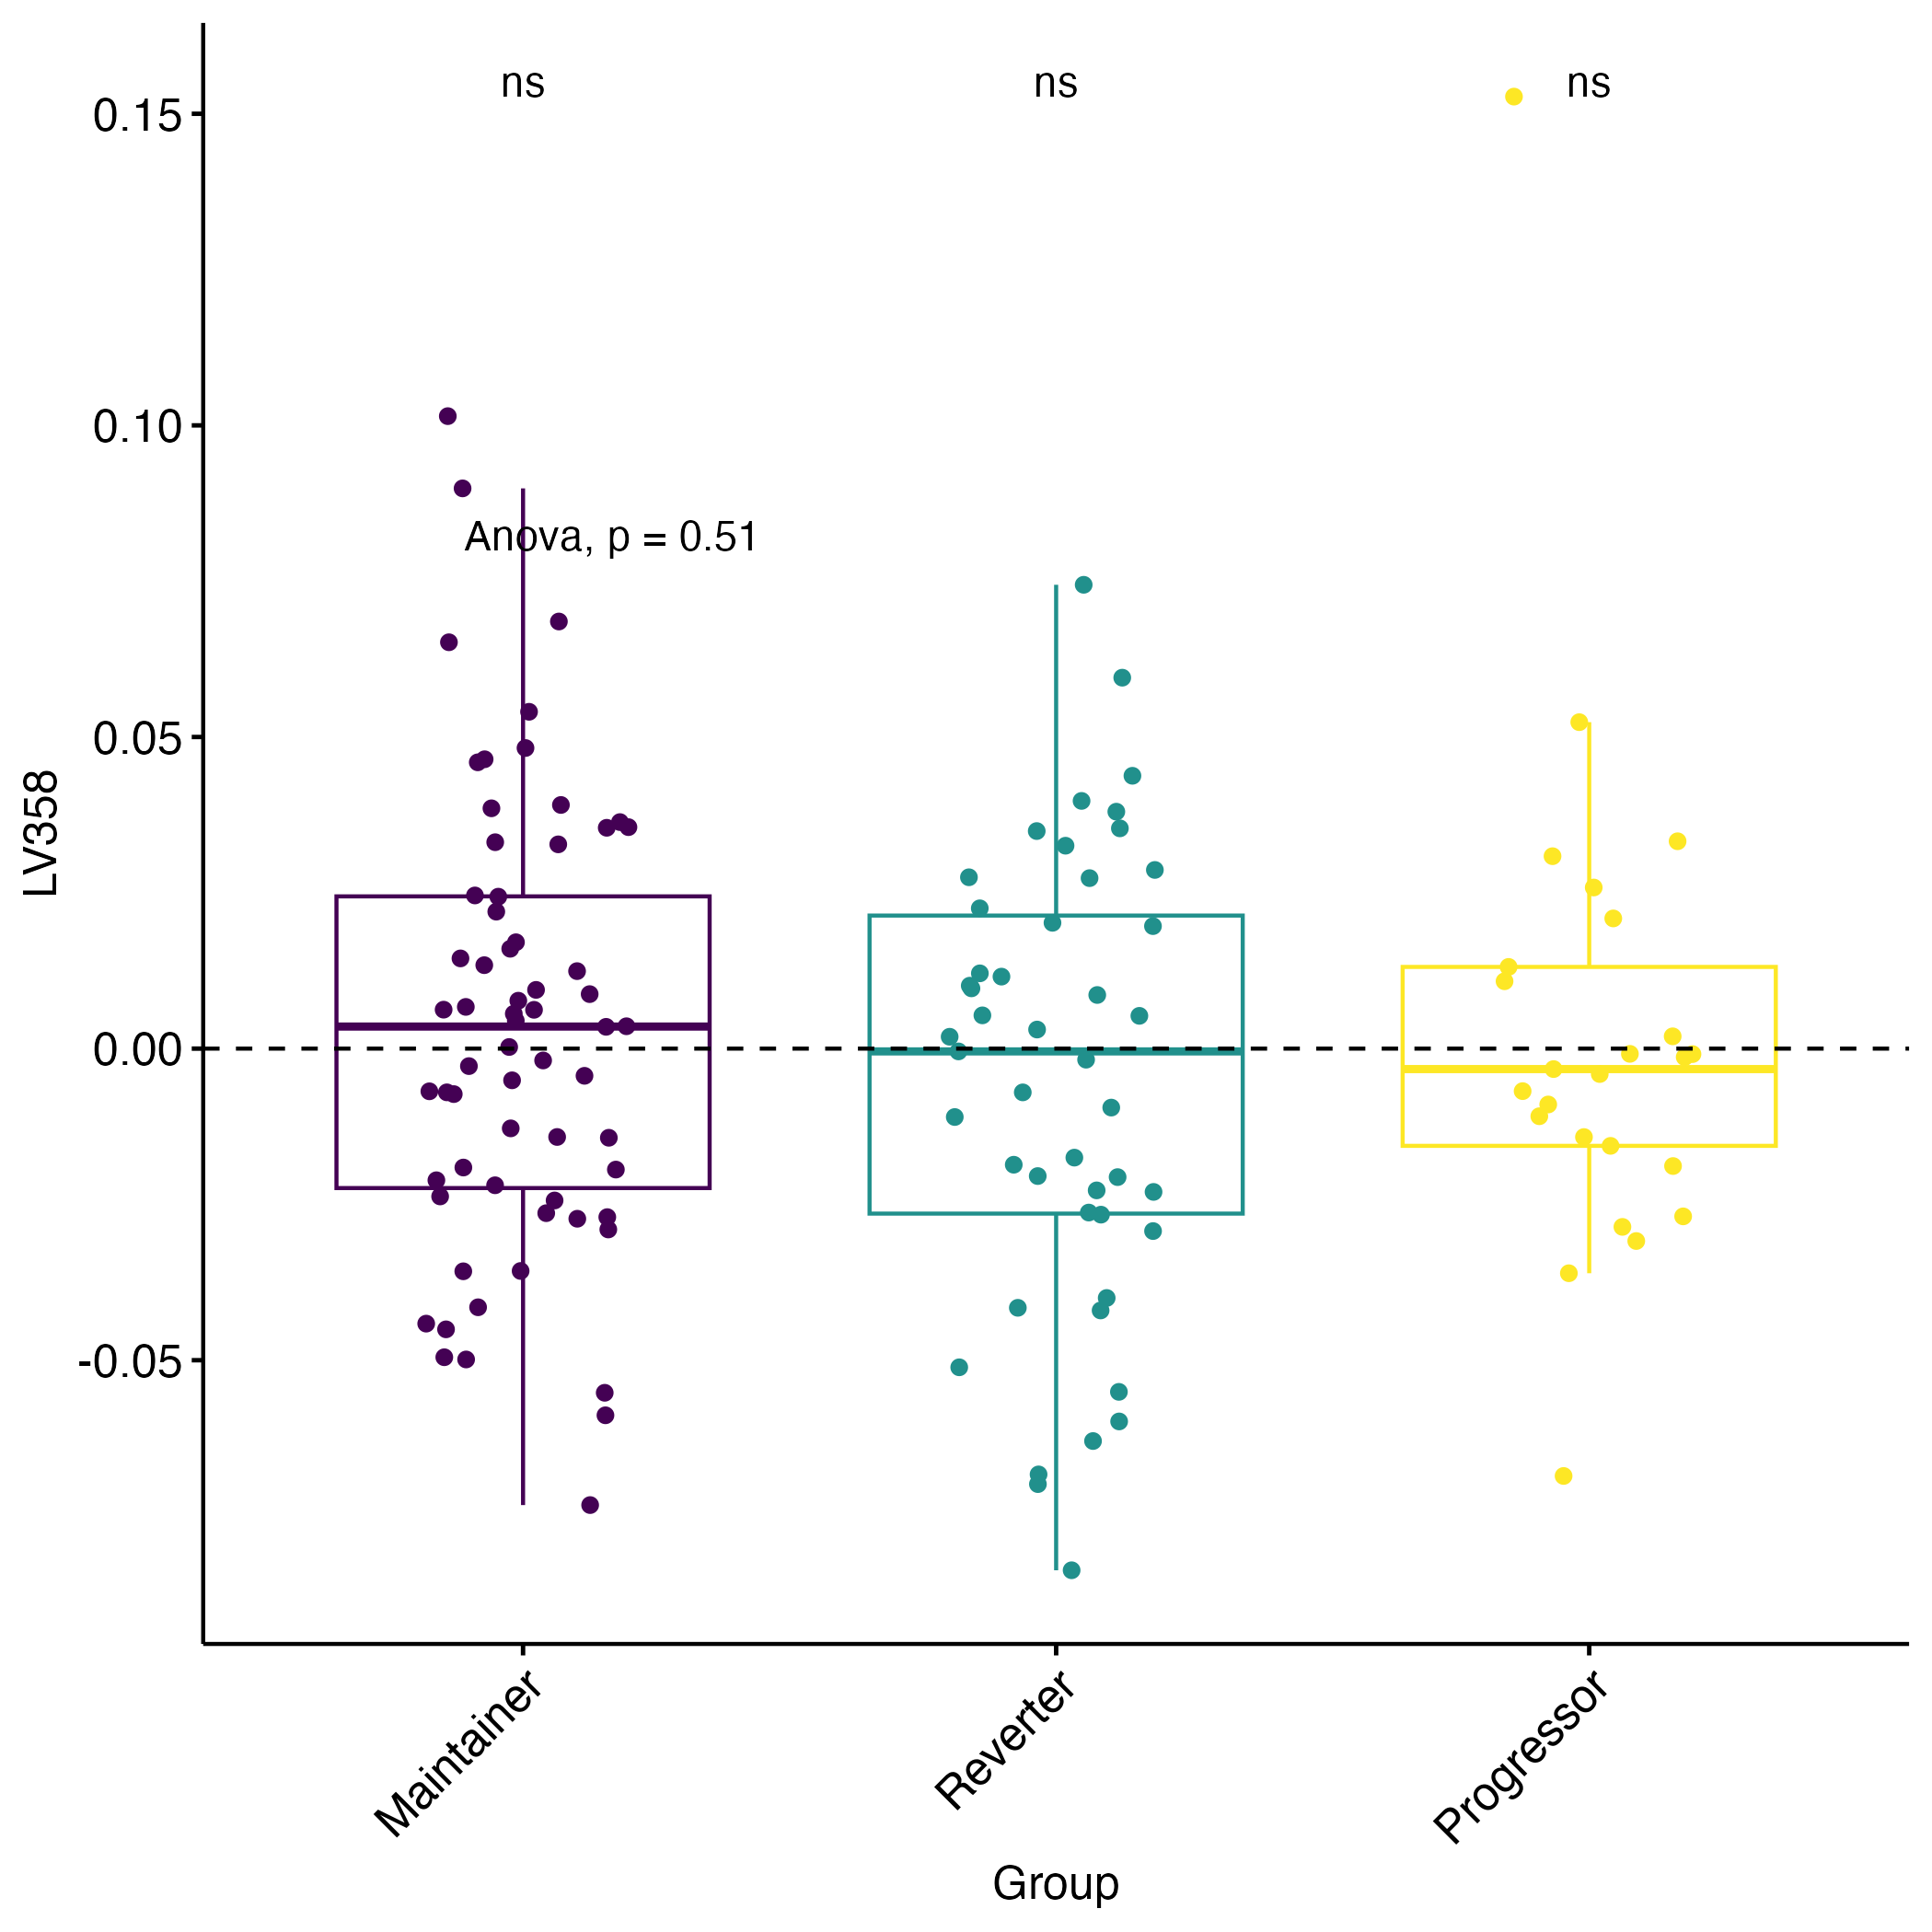 ns ns ns
0.15
0.10
Anova, p = 0.51
0.05
LV358
0.00
-0.05
Maintainer Reverter Progressor
Group